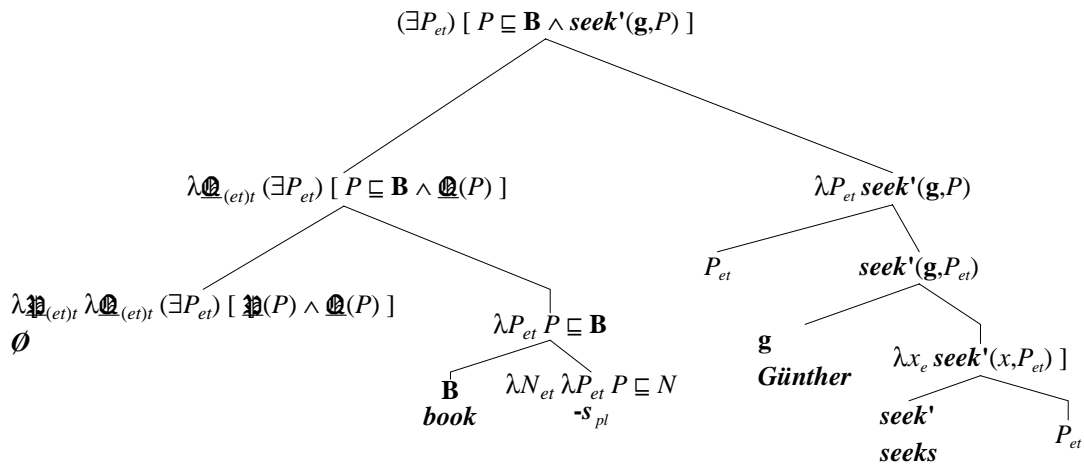 (∃P_et) [ P ⊑ B ∧ seek'(g,P) ]
λ𝔔_(et)t (∃P_et) [ P ⊑ B ∧ 𝔔(P) ]
λP_et seek'(g,P)
P_et
seek'(g,P_et)
λ𝔓_(et)t λ𝔔_(et)t (∃P_et) [ 𝔓(P) ∧ 𝔔(P) ]
Ø
λP_et P ⊑ B
g
Günther
λx_e seek'(x,P_et) ]
B
book
λN_et λP_et P ⊑ N
-s_pl
seek'
seeks
P_et